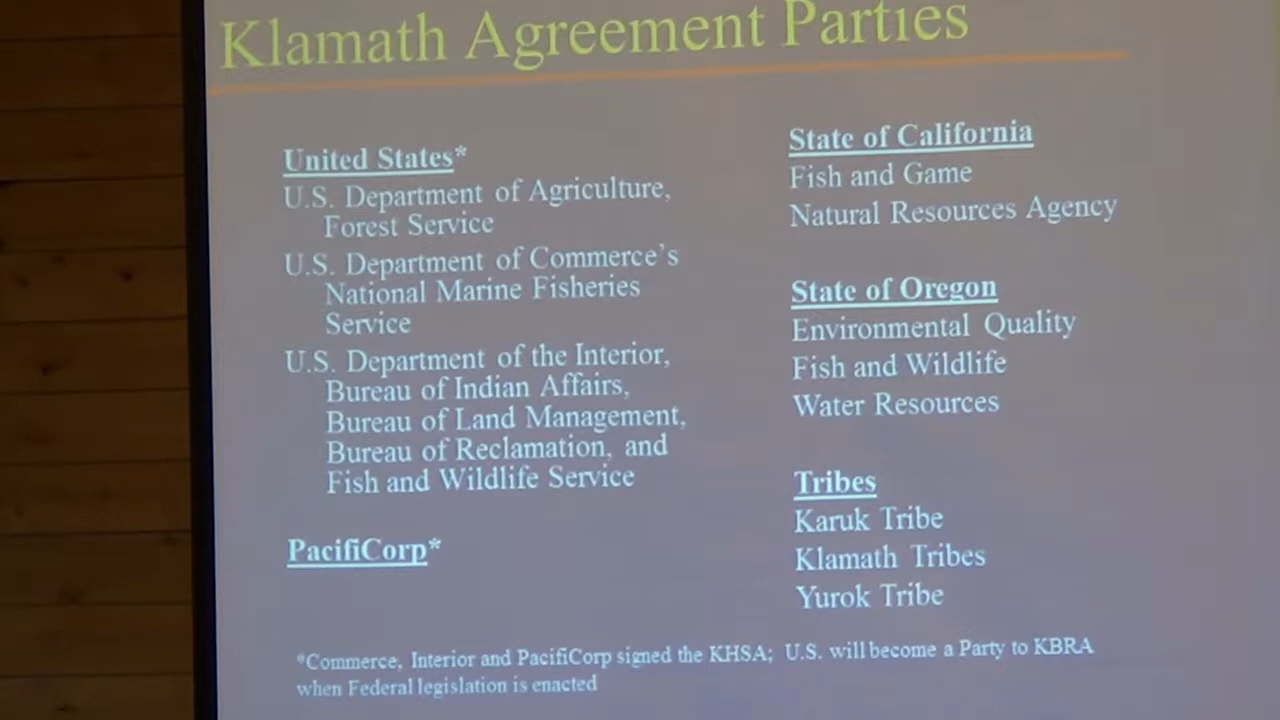 Klamath Agreement Parties
United States*
U.S. Department of Agriculture,
Forest Service
U.S. Department of Commerce's
National Marine Fisheries
Service
U.S. Department of the Interior,
Bureau of Indian Affairs,
Bureau of Land Management,
Bureau of Reclamation, and
Fish and Wildlife Service
PacifiCorp*
State of California
Fish and Game
Natural Resources Agency
State of Oregon
Environmental Quality
Fish and Wildlife
Water Resources
Tribes
Karuk Tribe
Klamath Tribes
Yurok Tribe
*Commerce, Interior and PacifiCorp signed the KHSA; U.S. will become a Party to KBRA
when Federal legislation is enacted